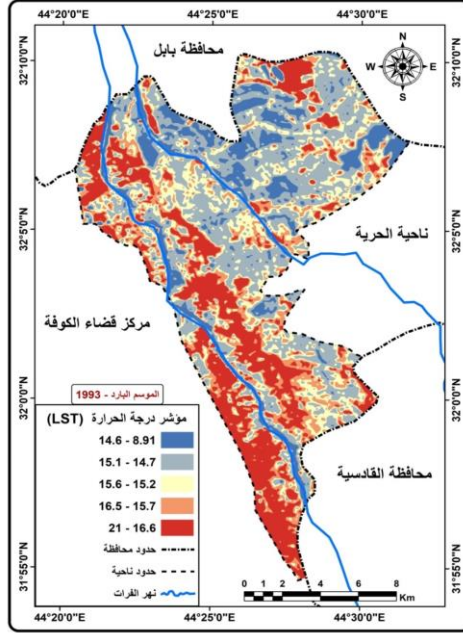 44°20'0"E 44°25'0"E 44°30'0"E
32°10'0"N
32°10'0"N
محافظة بابل
N
W E
S
32°5'0"N
32°5'0"N
ناحية الحرية
مركز قضاء الكوفة
32°0'0"N
32°0'0"N
الموسم البارد - 1993
مؤشر درجة الحرارة (LST)
14.6 - 8.91
15.1 - 14.7
15.6 - 15.2
16.5 - 15.7
21 - 16.6
حدود محافظة
حدود ناحية
نهر الفرات
محافظة القادسية
31°55'0"N
31°55'0"N
0 1 2 4 6 8
Km
44°20'0"E 44°25'0"E 44°30'0"E